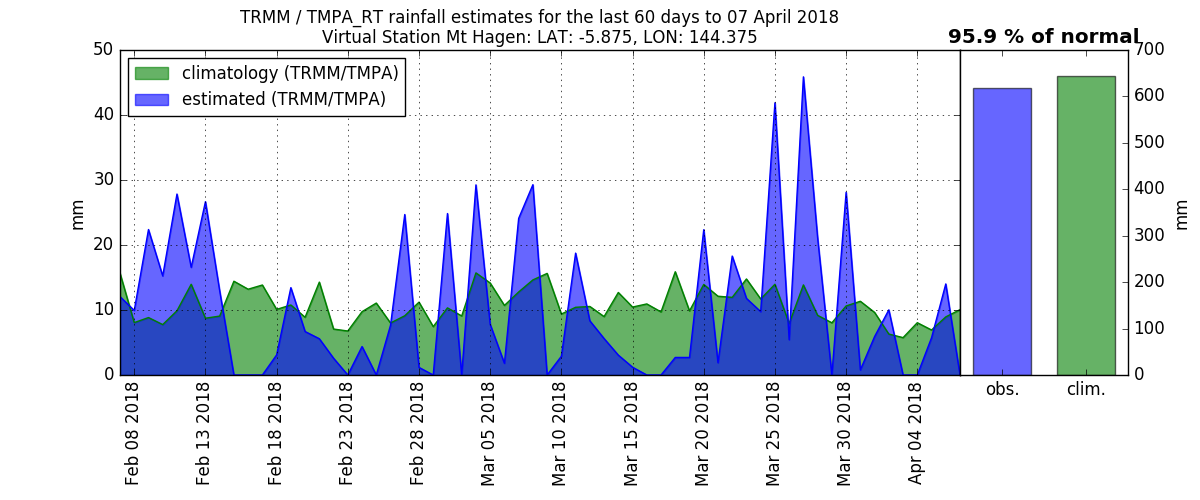 TRMM / TMPA_RT rainfall estimates for the last 60 days to 07 April 2018
Virtual Station Mt Hagen: LAT: -5.875, LON: 144.375
95.9 % of normal
climatology (TRMM/TMPA)
estimated (TRMM/TMPA)
mm
50
40
30
20
10
0
Feb 08 2018
Feb 13 2018
Feb 18 2018
Feb 23 2018
Feb 28 2018
Mar 05 2018
Mar 10 2018
Mar 15 2018
Mar 20 2018
Mar 25 2018
Mar 30 2018
Apr 04 2018
obs.
clim.
700
600
500
400
300
200
100
0
mm